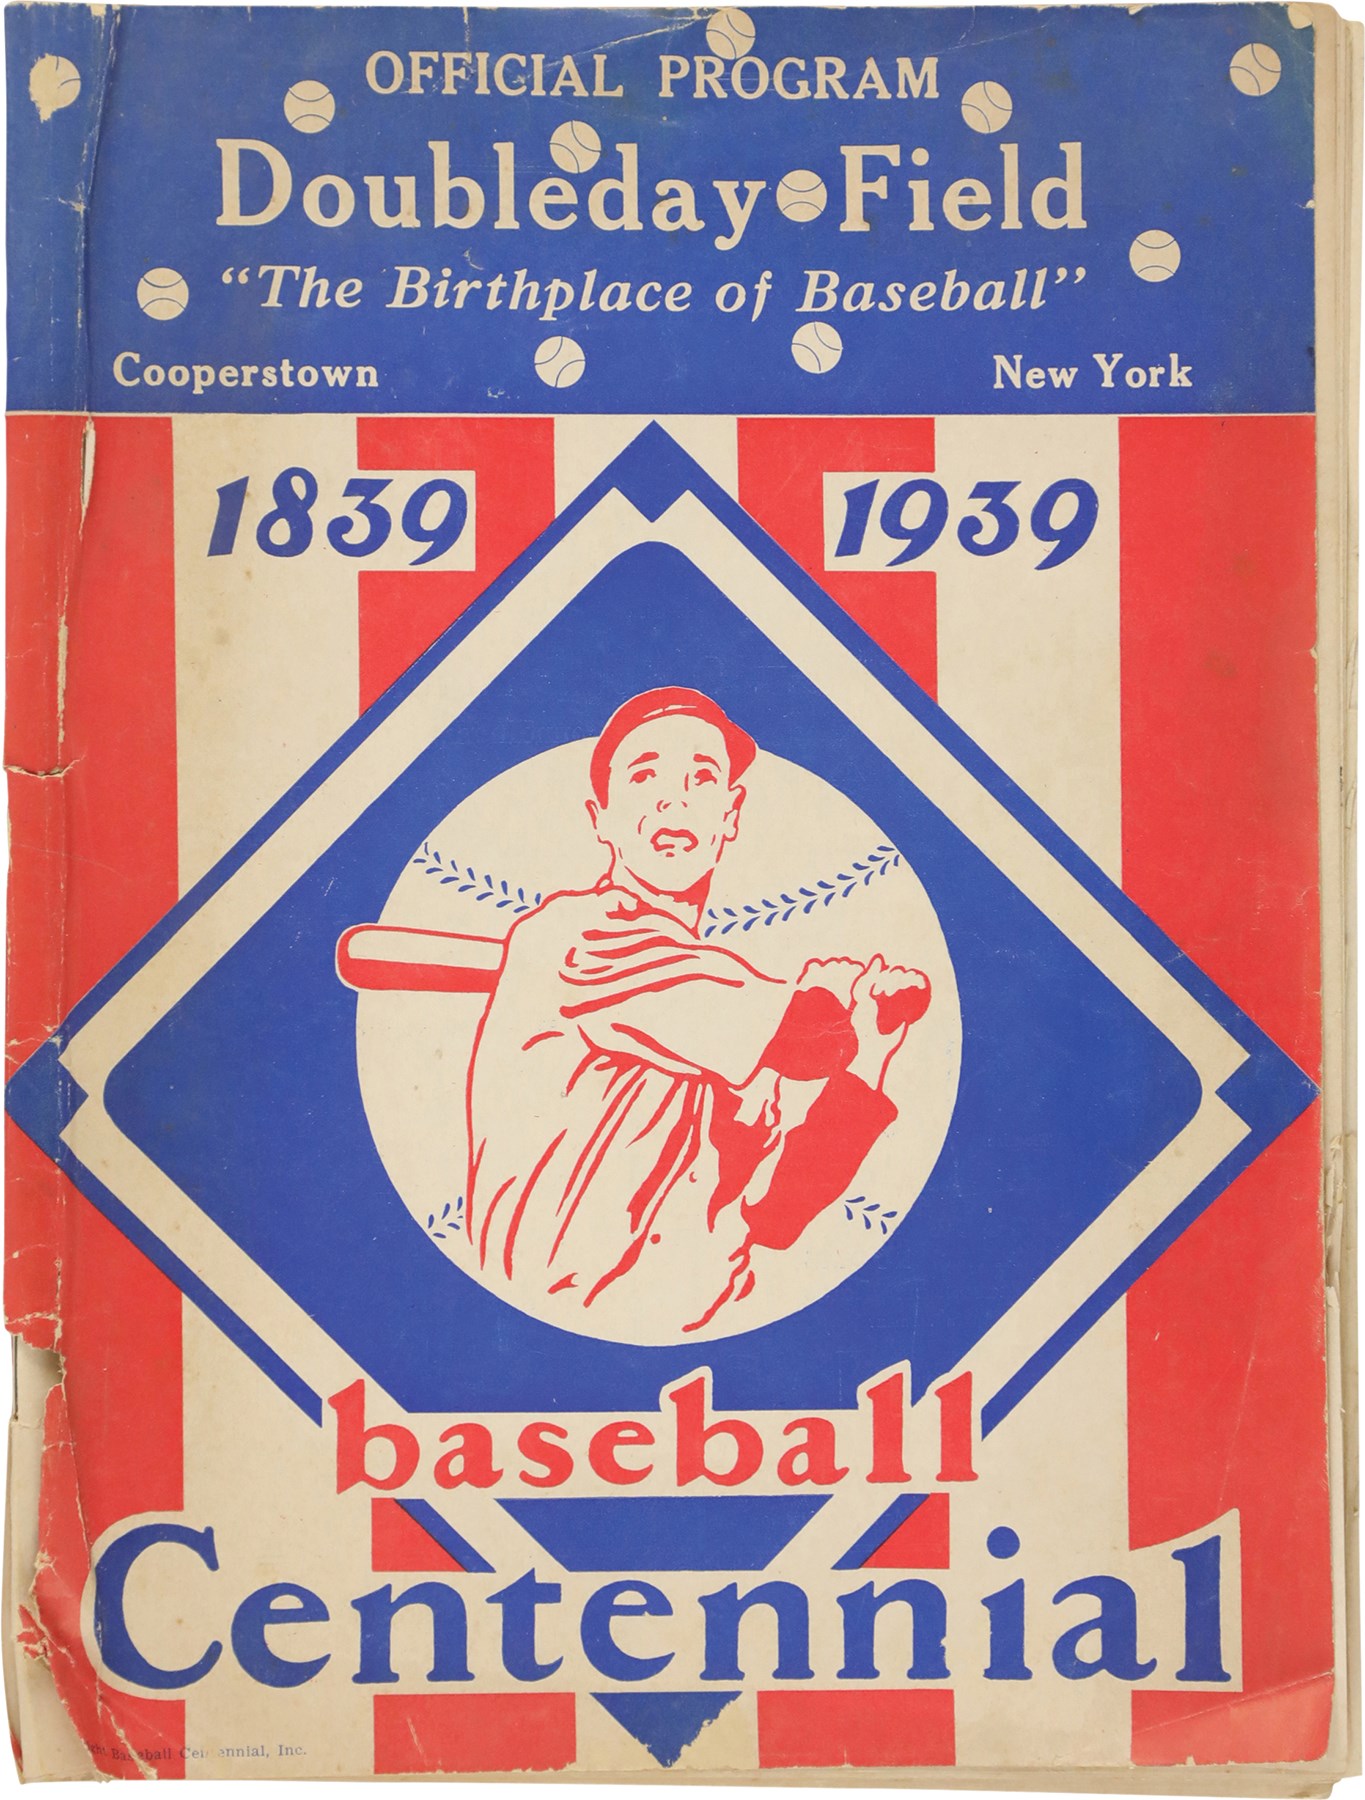 OFFICIAL PROGRAM
Doubleday Field
“The Birthplace of Baseball”
Cooperstown New York
1839 1939
baseball
Centennial
Baseball Centennial, Inc.